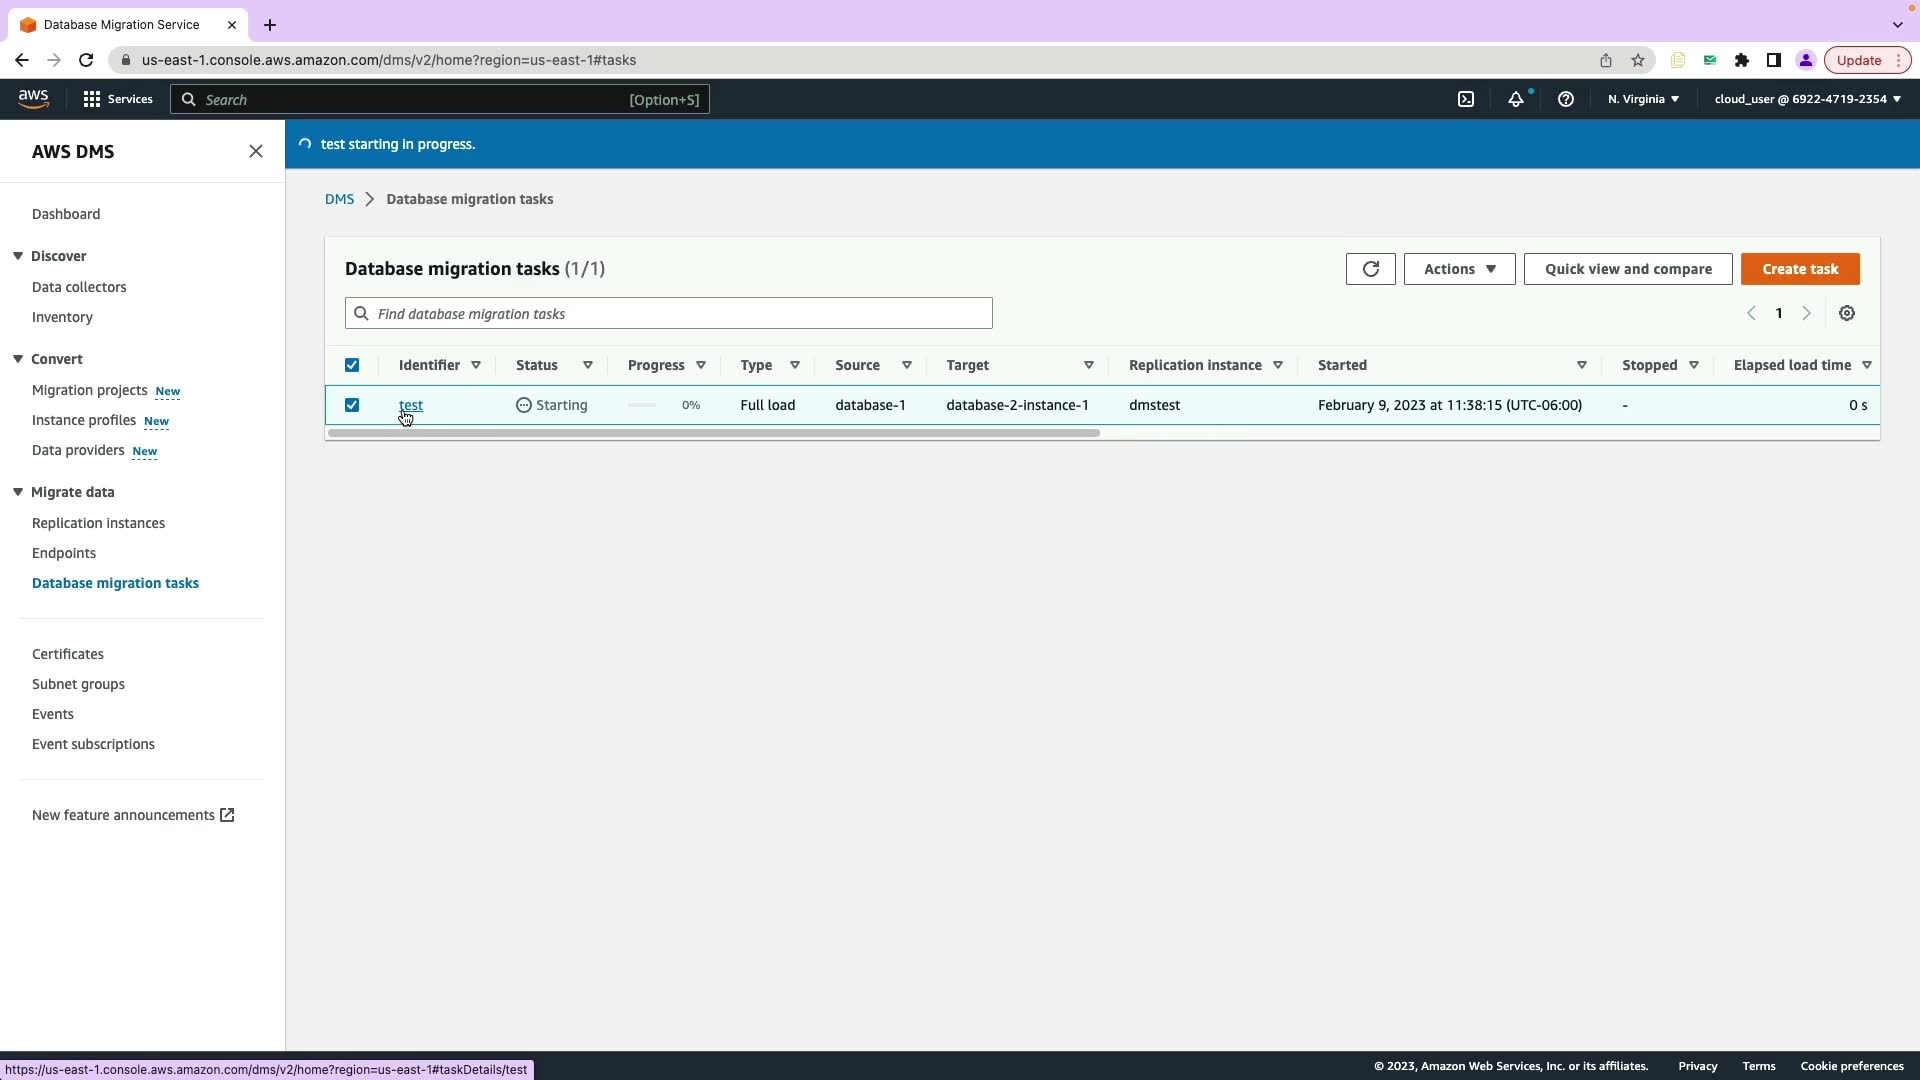 Database Migration Service
us-east-1.console.aws.amazon.com/dms/v2/home?region=us-east-1#tasks
Update
aws
Services
Search
[Option+S]
N. Virginia
cloud_user @ 6922-4719-2354
AWS DMS
test starting in progress.
DMS
Database migration tasks
Dashboard
Discover
Data collectors
Inventory
Convert
Migration projects New
Instance profiles New
Data providers New
Migrate data
Replication instances
Endpoints
Database migration tasks
Certificates
Subnet groups
Events
Event subscriptions
New feature announcements
Database migration tasks (1/1)
Actions
Quick view and compare
Create task
Find database migration tasks
1
Identifier Status Progress Type Source Target Replication instance Started Stopped Elapsed load time
test Starting 0% Full load database-1 database-2-instance-1 dmstest February 9, 2023 at 11:38:15 (UTC-06:00) - 0 s
https://us-east-1.console.aws.amazon.com/dms/v2/home?region=us-east-1#taskDetails/test
© 2023, Amazon Web Services, Inc. or its affiliates. Privacy Terms Cookie preferences